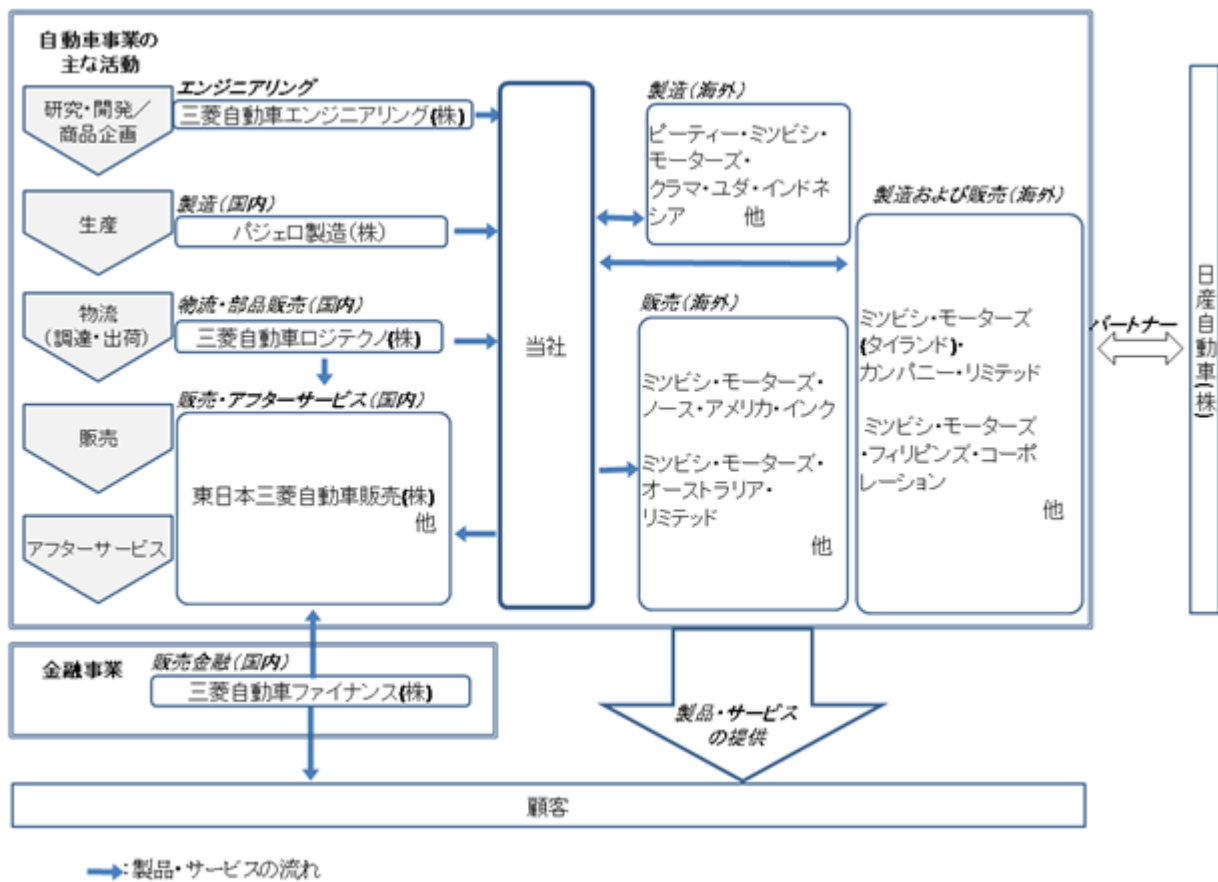 自動車事業の
主な活動
研究・開発／
商品企画
エンジニアリング
三菱自動車エンジニアリング(株)
生産
製造(国内)
パジェロ製造(株)
物流
(調達・出荷)
物流・部品販売(国内)
三菱自動車ロジテクノ(株)
販売
アフターサービス
販売・アフターサービス(国内)
東日本三菱自動車販売(株)
他
当社
製造(海外)
ピーティー・ミツビシ・
モーターズ・
クラマ・ユダ・インドネ
シア 他
販売(海外)
ミツビシ・モーターズ・
ノース・アメリカ・インク
ミツビシ・モーターズ・
オーストラリア・
リミテッド
他
製造および販売(海外)
ミツビシ・モーターズ
(タイランド)・
カンパニー・リミテッド
ミツビシ・モーターズ
・フィリピンズ・コーポ
レーション
他
パートナー
日産自動車(株)
金融事業
販売金融(国内)
三菱自動車ファイナンス(株)
製品・サービス
の提供
顧客
:製品・サービスの流れ